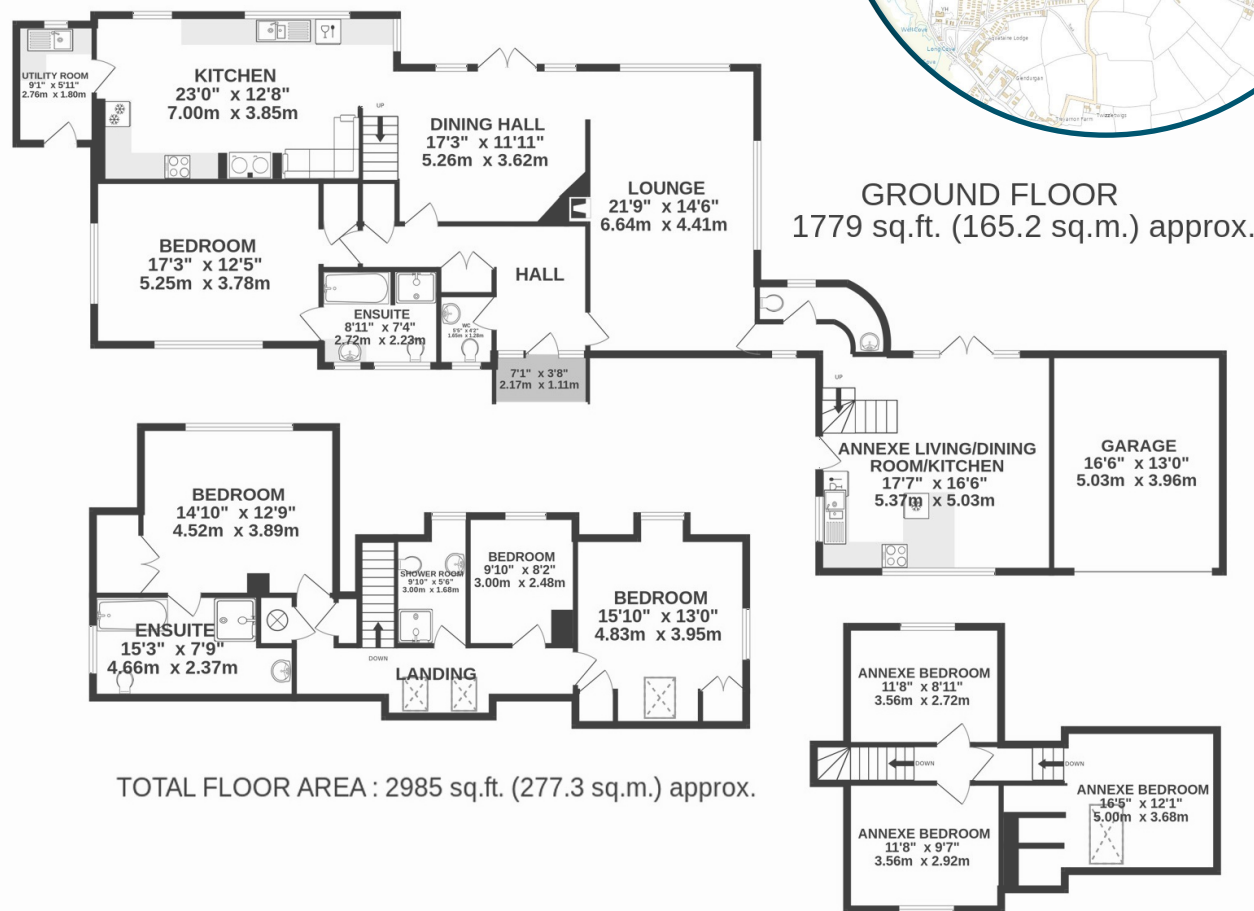 UTILITY ROOM
9'1" x 5'11"
2.76m x 1.80m
KITCHEN
23'0" x 12'8"
7.00m x 3.85m
UP
DINING HALL
17'3" x 11'11"
5.26m x 3.62m
LOUNGE
21'9" x 14'6"
6.64m x 4.41m
BEDROOM
17'3" x 12'5"
5.25m x 3.78m
HALL
ENSUITE
8'11" x 7'4"
2.72m x 2.23m
WC
7'1" x 3'8"
2.17m x 1.11m
YH
Well Cove
Lang Cove
Glendurgan
Trevarnon Farm
GROUND FLOOR
1779 sq.ft. (165.2 sq.m.) approx.
UP
ANNEXE LIVING/DINING
ROOM/KITCHEN
17'7" x 16'6"
5.37m x 5.03m
GARAGE
16'6" x 13'0"
5.03m x 3.96m
BEDROOM
14'10" x 12'9"
4.52m x 3.89m
ENSUITE
15'3" x 7'9"
4.66m x 2.37m
DOWN
SHOWER ROOM
9'10" x 5'6"
3.00m x 1.68m
BEDROOM
9'10" x 8'2"
3.00m x 2.48m
BEDROOM
15'10" x 13'0"
4.83m x 3.95m
LANDING
TOTAL FLOOR AREA : 2985 sq.ft. (277.3 sq.m.) approx.
ANNEXE BEDROOM
11'8" x 8'11"
3.56m x 2.72m
DOWN
DOWN
ANNEXE BEDROOM
16'5" x 12'1"
5.00m x 3.68m
ANNEXE BEDROOM
11'8" x 9'7"
3.56m x 2.92m